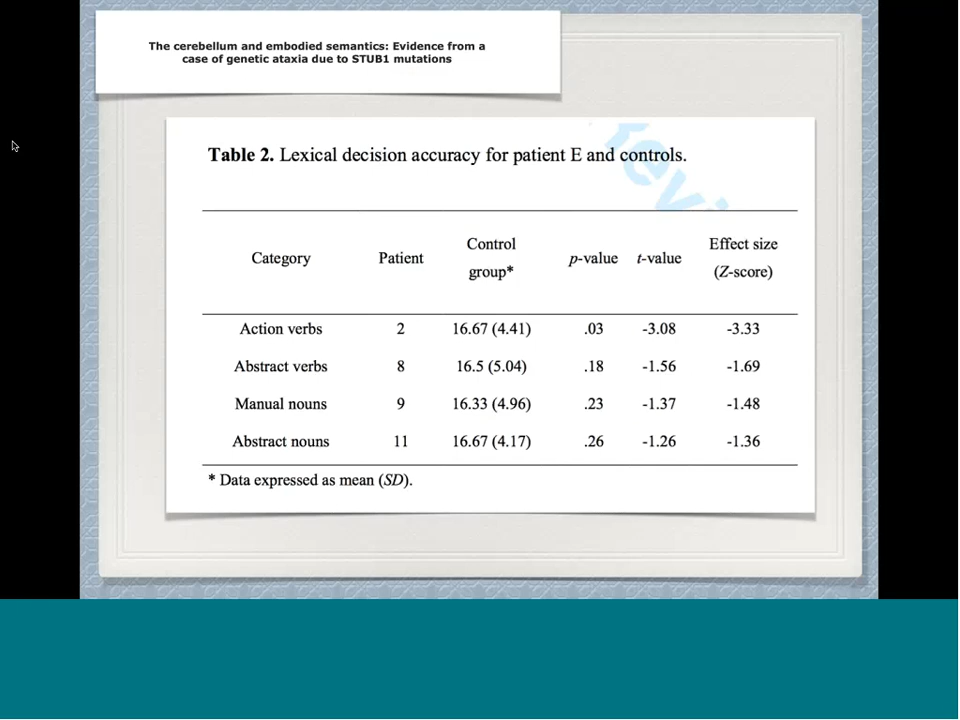 The cerebellum and embodied semantics: Evidence from a
case of genetic ataxia due to STUB1 mutations
Table 2. Lexical decision accuracy for patient E and controls.
Category Patient Control group* p-value t-value Effect size (Z-score)
Action verbs 2 16.67 (4.41) .03 -3.08 -3.33
Abstract verbs 8 16.5 (5.04) .18 -1.56 -1.69
Manual nouns 9 16.33 (4.96) .23 -1.37 -1.48
Abstract nouns 11 16.67 (4.17) .26 -1.26 -1.36
* Data expressed as mean (SD).